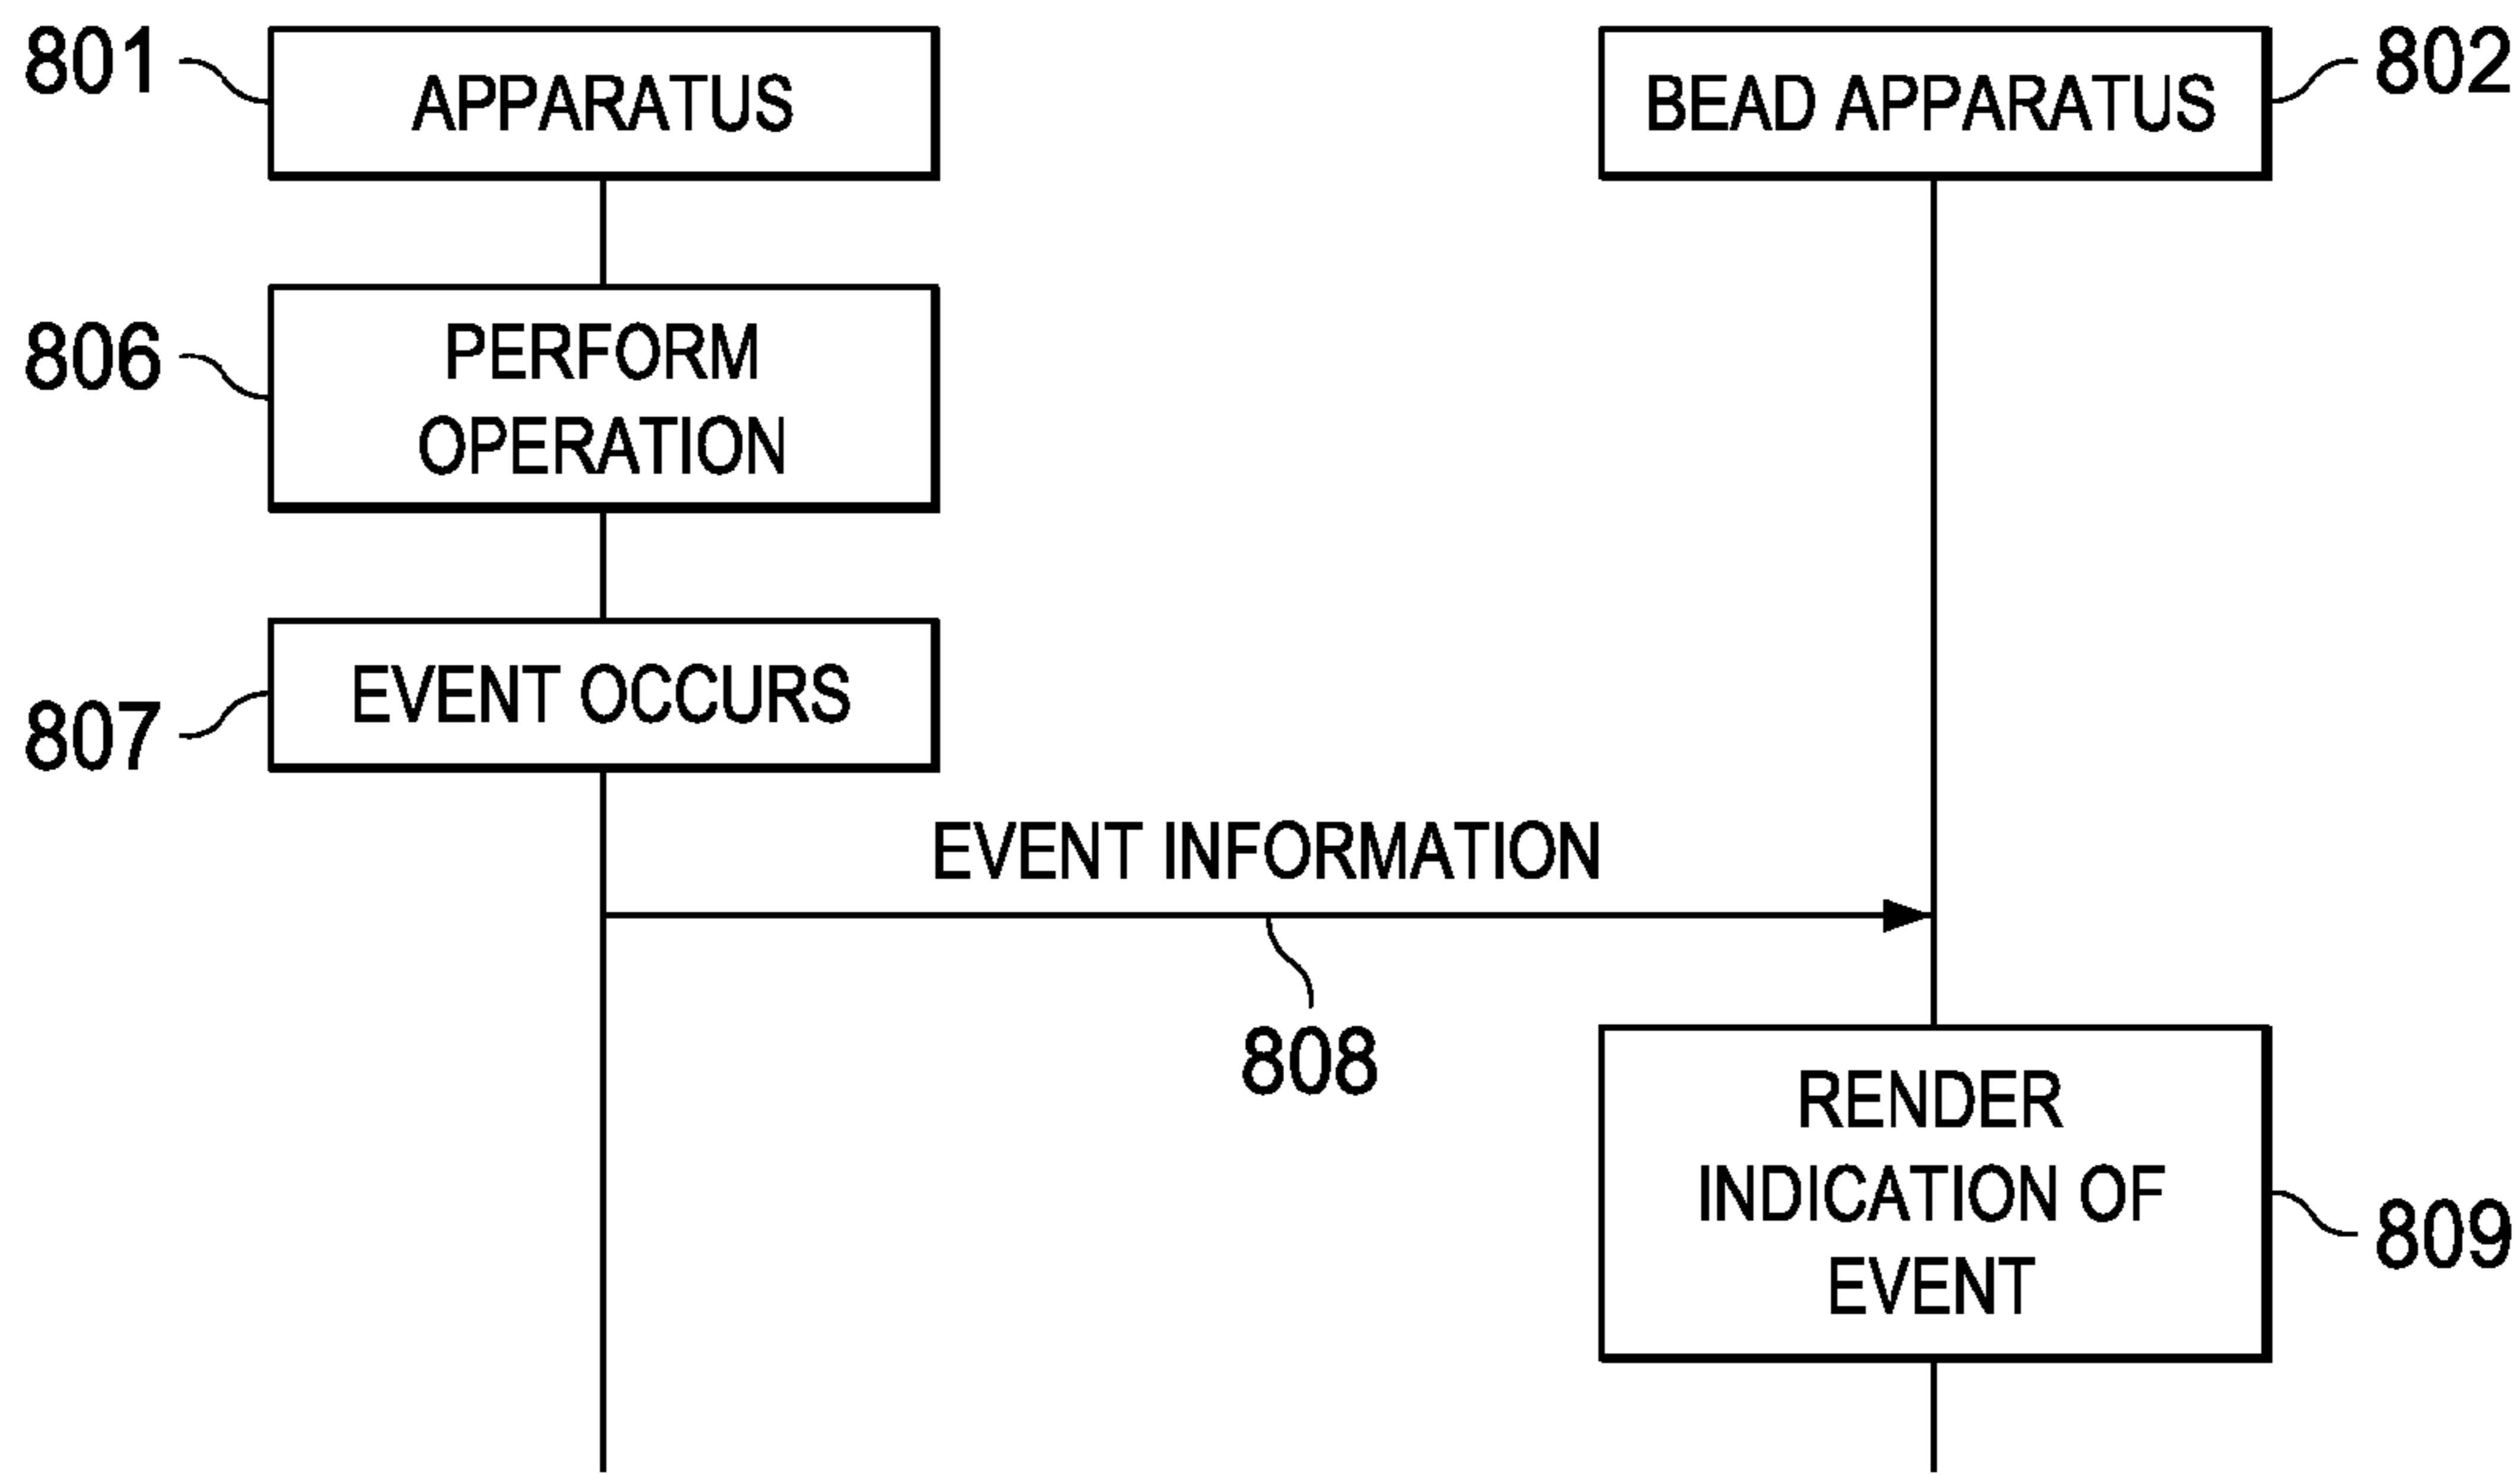 801
APPARATUS
BEAD APPARATUS
802
806
PERFORM
OPERATION
807
EVENT OCCURS
EVENT INFORMATION
808
RENDER
INDICATION OF
EVENT
809